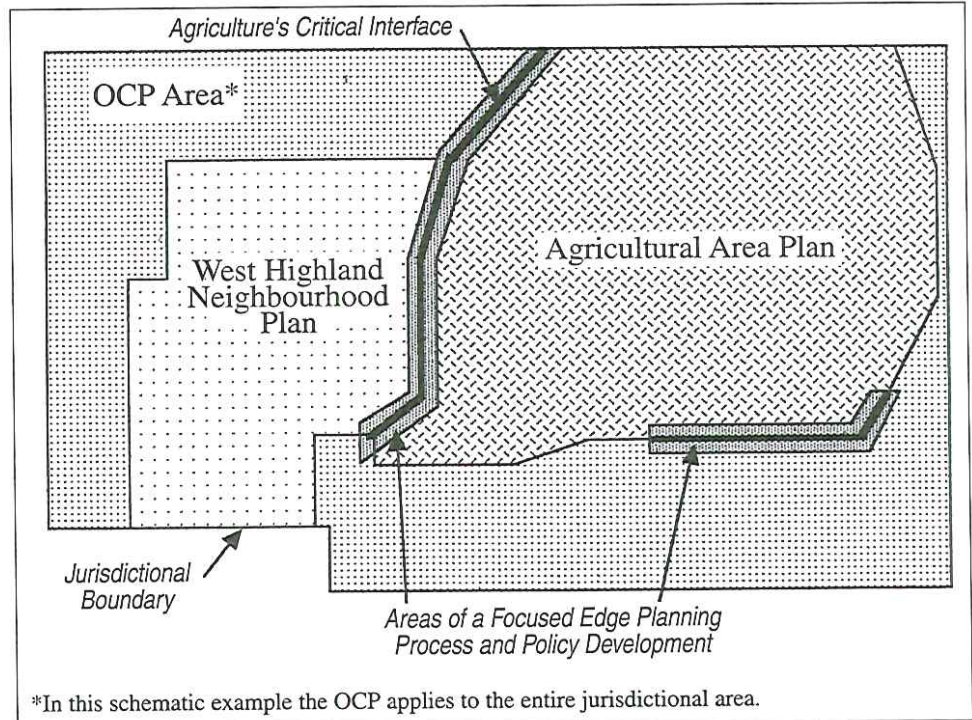 Agriculture's Critical Interface
OCP Area*
West Highland
Neighbourhood
Plan
Agricultural Area Plan
Jurisdictional
Boundary
Areas of a Focused Edge Planning
Process and Policy Development
*In this schematic example the OCP applies to the entire jurisdictional area.